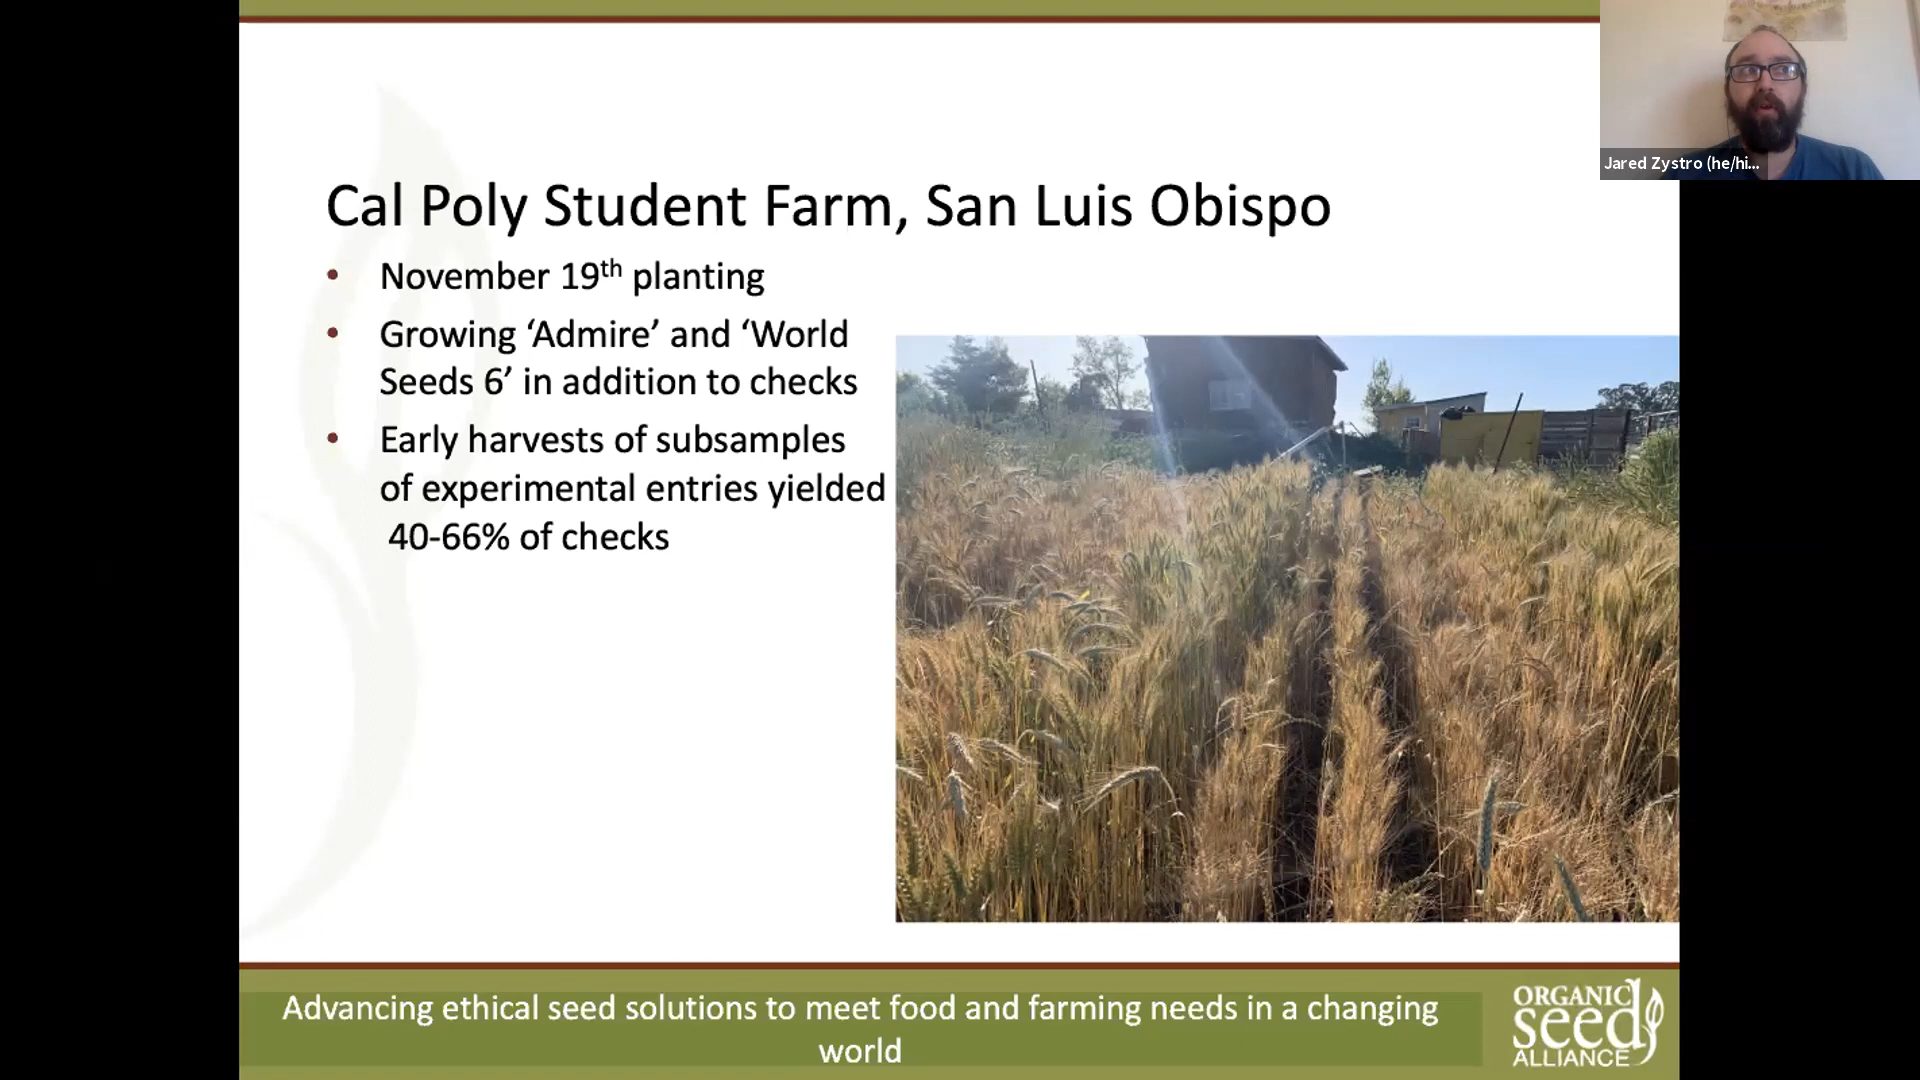 Jared Zystro (he/hi...
Cal Poly Student Farm, San Luis Obispo
• November 19th planting
• Growing ‘Admire’ and ‘World
Seeds 6’ in addition to checks
• Early harvests of subsamples
of experimental entries yielded
40-66% of checks
Advancing ethical seed solutions to meet food and farming needs in a changing
world
ORGANIC
seed
ALLIANCE